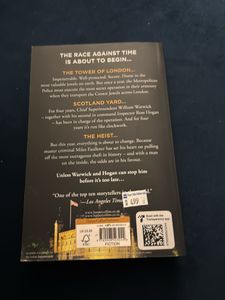 THE RACE AGAINST TIME
IS ABOUT TO BEGIN...
THE TOWER OF LONDON...
Impenetrable. Well-protected. Secure. Home to the
most valuable jewels on earth. But once a year the Metropolitan
Police must execute the most secret operation in their armoury
when they transport the Crown Jewels across London.
SCOTLAND YARD...
For four years, Chief Superintendent William Warwick
– together with his second in command Inspector Ross Hogan
– has been in charge of the operation. And for four
years it's run like clockwork.
THE HEIST...
But this year, everything is about to change. Because
master criminal Miles Faulkner has set his heart on pulling
off the most outrageous theft in history – and with a man
on the inside, the odds are in his favour.
Unless Warwick and Hogan can stop him
before it's too late...
'One of the top ten storytellers
—Los Angeles Times
4.99
FSC
FICTION
Scan with the